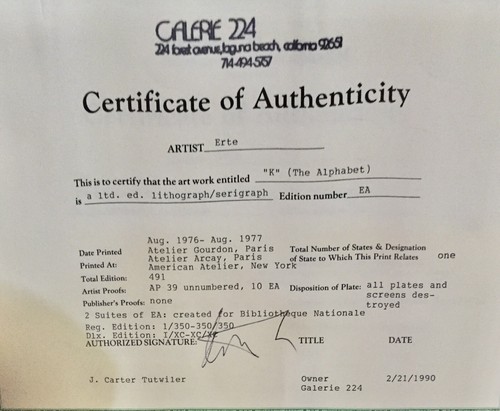 GALERIE 224
224 forest avenue, laguna beach, california 92651
714-494-5757
Certificate of Authenticity
ARTIST Erte
This is to certify that the art work entitled "K" (The Alphabet)
is a ltd. ed. lithograph/serigraph Edition number EA
Date Printed Aug. 1976- Aug. 1977
Printed At: Atelier Gourdon, Paris
Atelier Arcay, Paris
American Atelier, New York
Total Number of States & Designation
of State to Which This Print Relates one
Total Edition: 491
Artist Proofs: AP 39 unnumbered, 10 EA
Disposition of Plate: all plates and
screens des-
troyed
Publisher's Proofs: none
2 Suites of EA: created for Bibliotheque Nationale
Reg. Edition: 1/350-350/350
Dlx. Edition: I/XC-XC/XC
AUTHORIZED SIGNATURE: TITLE DATE
J. Carter Tutwiler Owner 2/21/1990
Galerie 224